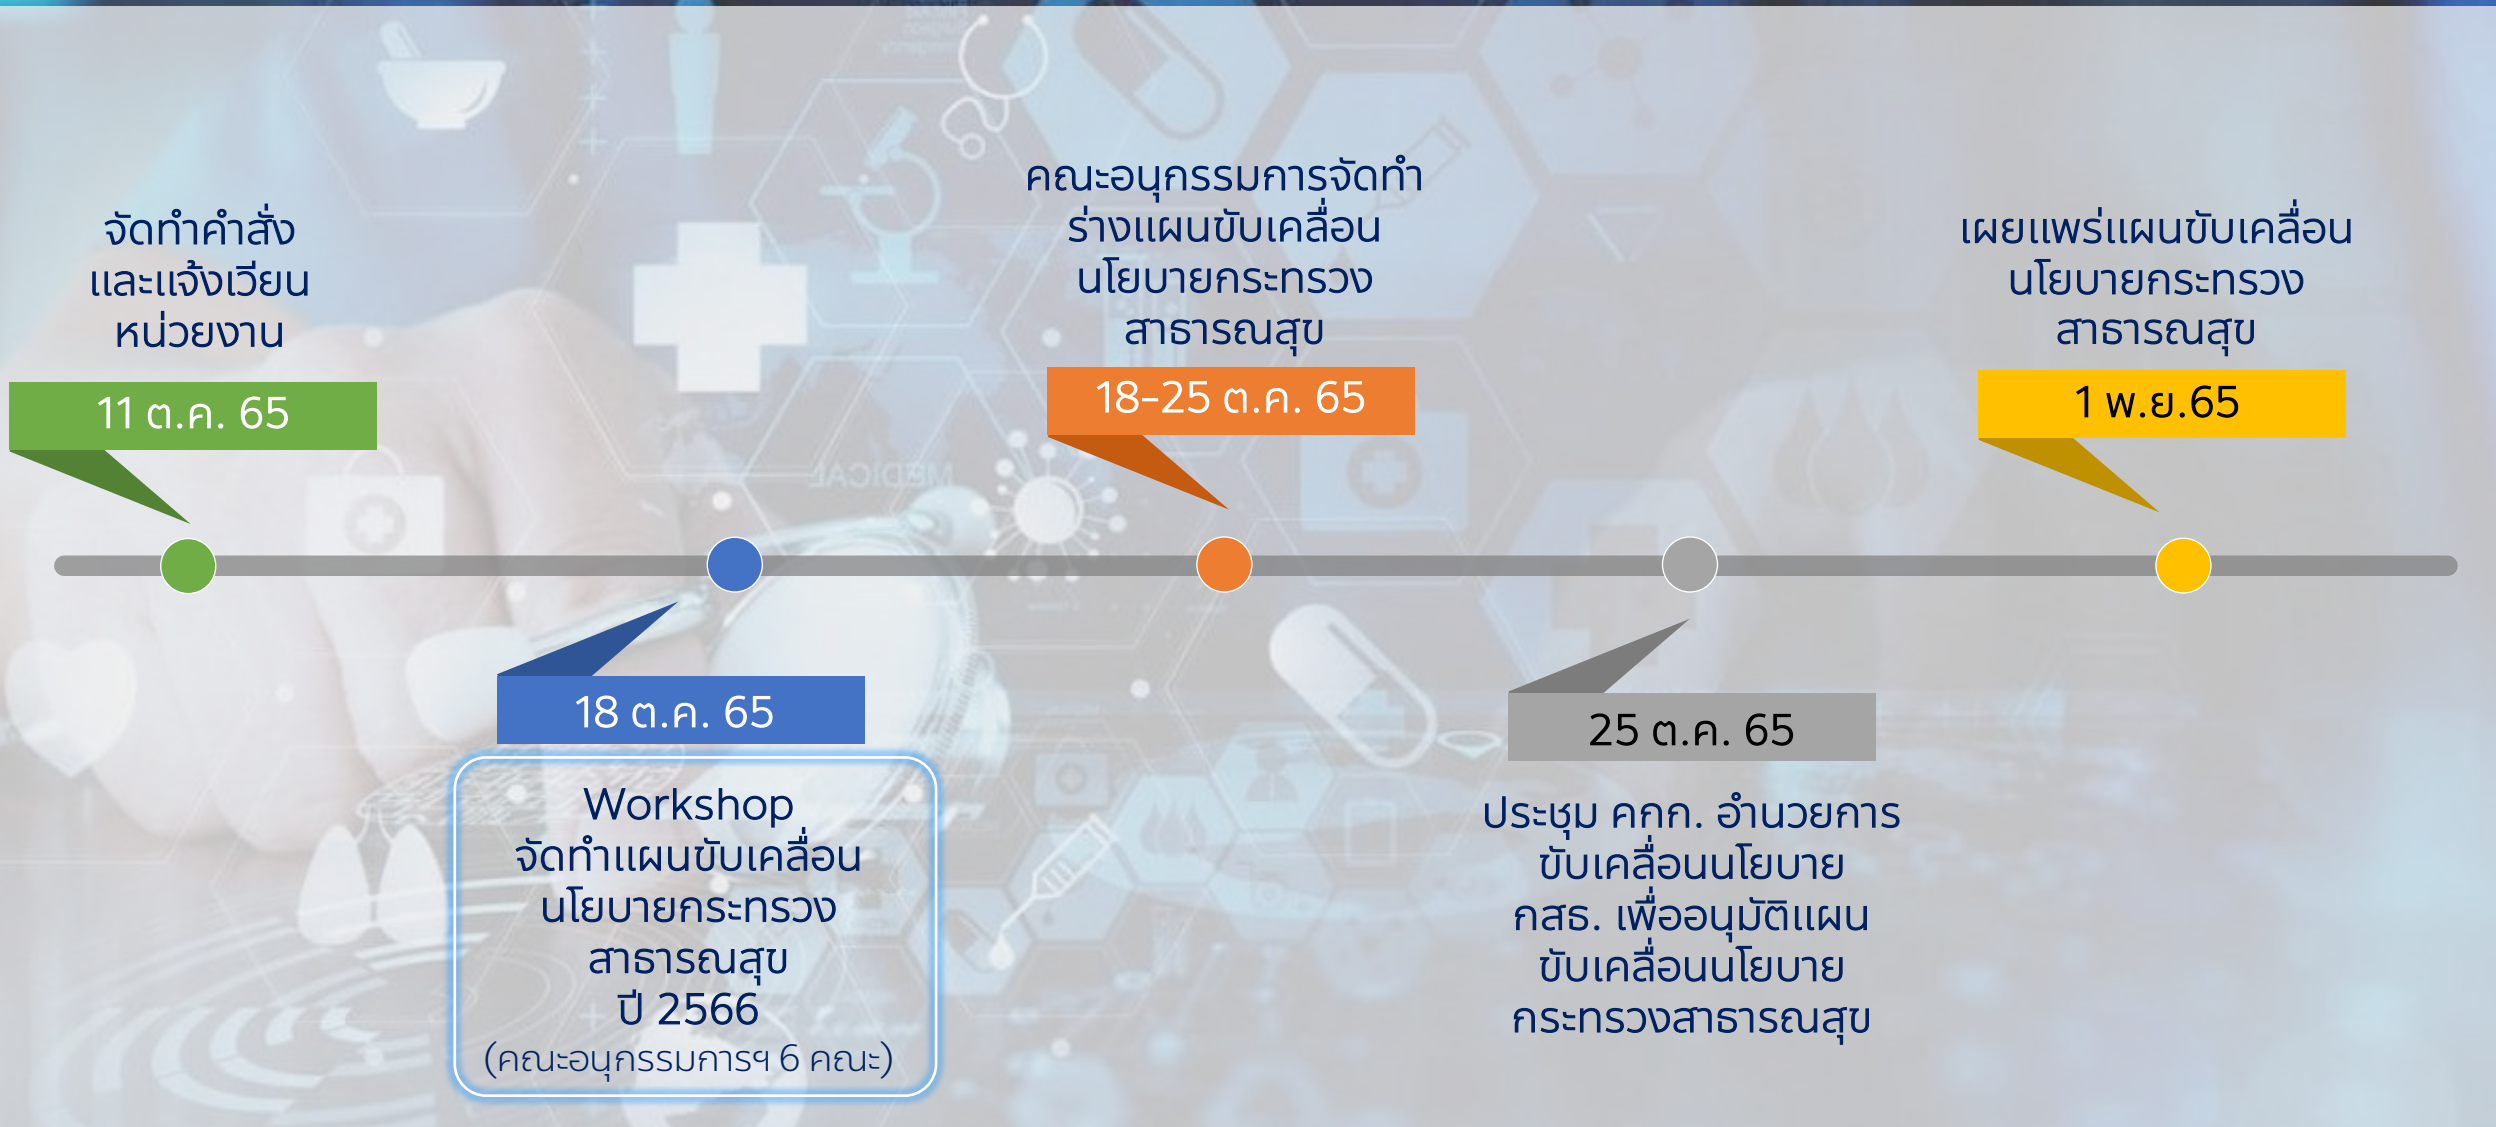 จัดทำคำสั่ง
และแจ้งเวียน
หน่วยงาน
11 ต.ค. 65
18 ต.ค. 65
Workshop
จัดทำแผนขับเคลื่อน
นโยบายกระทรวง
สาธารณสุข
ปี 2566
(คณะอนุกรรมการฯ 6 คณะ)
คณะอนุกรรมการจัดทำ
ร่างแผนขับเคลื่อน
นโยบายกระทรวง
สาธารณสุข
18-25 ต.ค. 65
25 ต.ค. 65
ประชุม คกก. อำนวยการ
ขับเคลื่อนนโยบาย
กสธ. เพื่ออนุมัติแผน
ขับเคลื่อนนโยบาย
กระทรวงสาธารณสุข
เผยแพร่แผนขับเคลื่อน
นโยบายกระทรวง
สาธารณสุข
1 พ.ย.65
MEDICAL